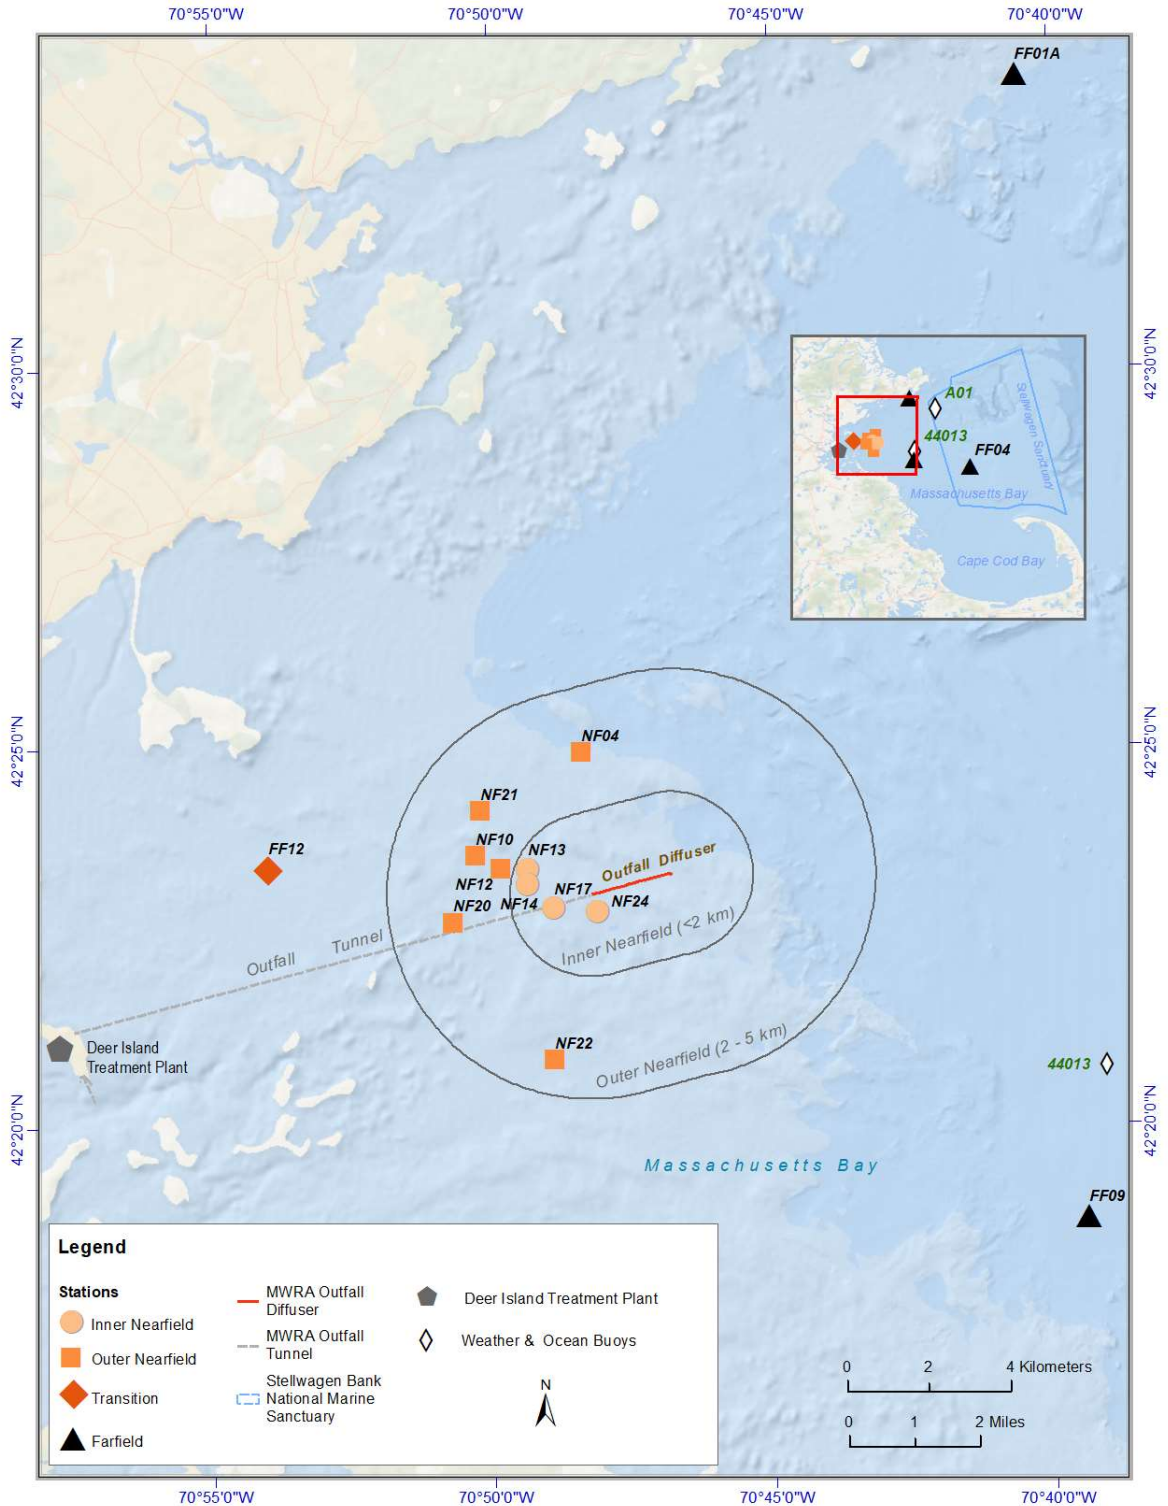 70°55'0"W
70°50'0"W
70°45'0"W
70°40'0"W
FF01A
42°30'0"N
42°30'0"N
A01
44013
FF04
Stellwagen Sanctuary
Massachusetts Bay
Cape Cod Bay
NF04
42°25'0"N
42°25'0"N
NF21
NF10
NF13
FF12
Outfall Diffuser
NF12
NF17
NF20
NF14
NF24
Inner Nearfield (<2 km)
Outfall Tunnel
Deer Island
Treatment Plant
NF22
Outer Nearfield (2 - 5 km)
44013
42°20'0"N
42°20'0"N
Massachusetts Bay
FF09
Legend
Stations
Inner Nearfield
Outer Nearfield
Transition
Farfield
MWRA Outfall
Diffuser
MWRA Outfall
Tunnel
Stellwagen Bank
National Marine
Sanctuary
Deer Island Treatment Plant
Weather & Ocean Buoys
N
0 2 4 Kilometers
0 1 2 Miles
70°55'0"W
70°50'0"W
70°45'0"W
70°40'0"W